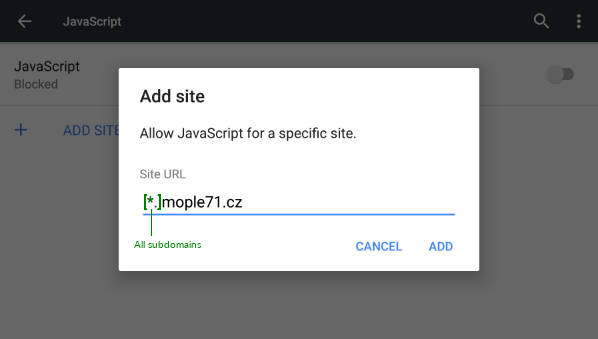 JavaScript
JavaScript
Blocked
ADD SITE
Add site
Allow JavaScript for a specific site.
Site URL
[*.]mople71.cz
All subdomains
CANCEL ADD